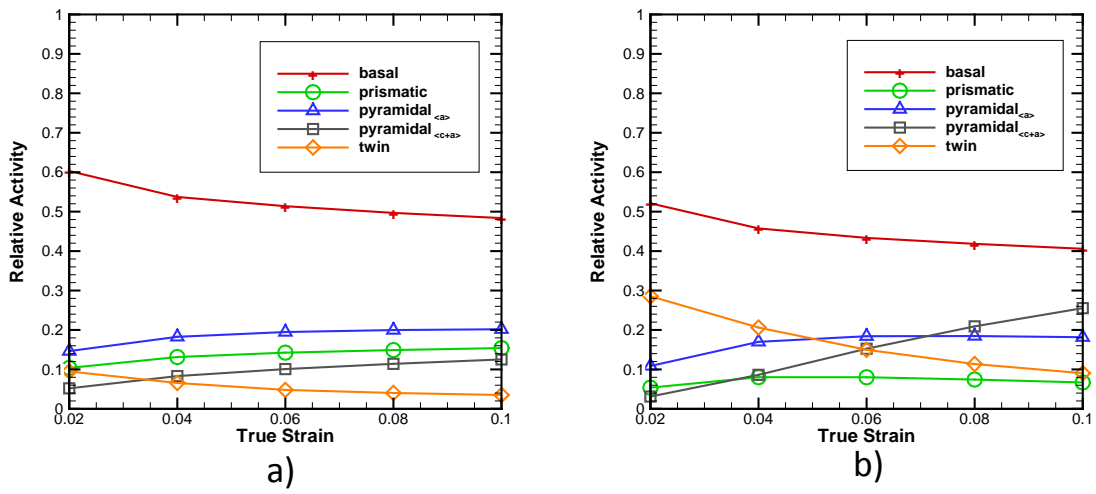 1
0.9
0.8
0.7
0.6
0.5
0.4
0.3
0.2
0.1
0
Relative Activity
basal
prismatic
pyramidal<a>
pyramidal<c+a>
twin
0.02 0.04 0.06 0.08 0.1
True Strain
a)
1
0.9
0.8
0.7
0.6
0.5
0.4
0.3
0.2
0.1
0
Relative Activity
basal
prismatic
pyramidal<a>
pyramidal<c+a>
twin
0.02 0.04 0.06 0.08 0.1
True Strain
b)